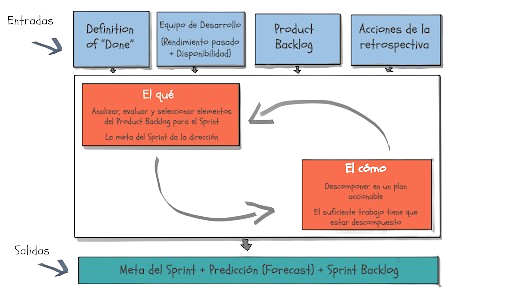 Entradas
Definition
of "Done"
Equipo de Desarrollo
(Rendimiento pasado
+ Disponibilidad)
Product
Backlog
Acciones de la
retrospectiva
El qué
Analizar, evaluar y seleccionar elementos
del Product Backlog para el Sprint
La meta del Sprint da la dirección
El cómo
Descomponer en un plan
accionable
El suficiente trabajo tiene que
estar descompuesto
Salidas
Meta del Sprint + Predicción (Forecast) + Sprint Backlog